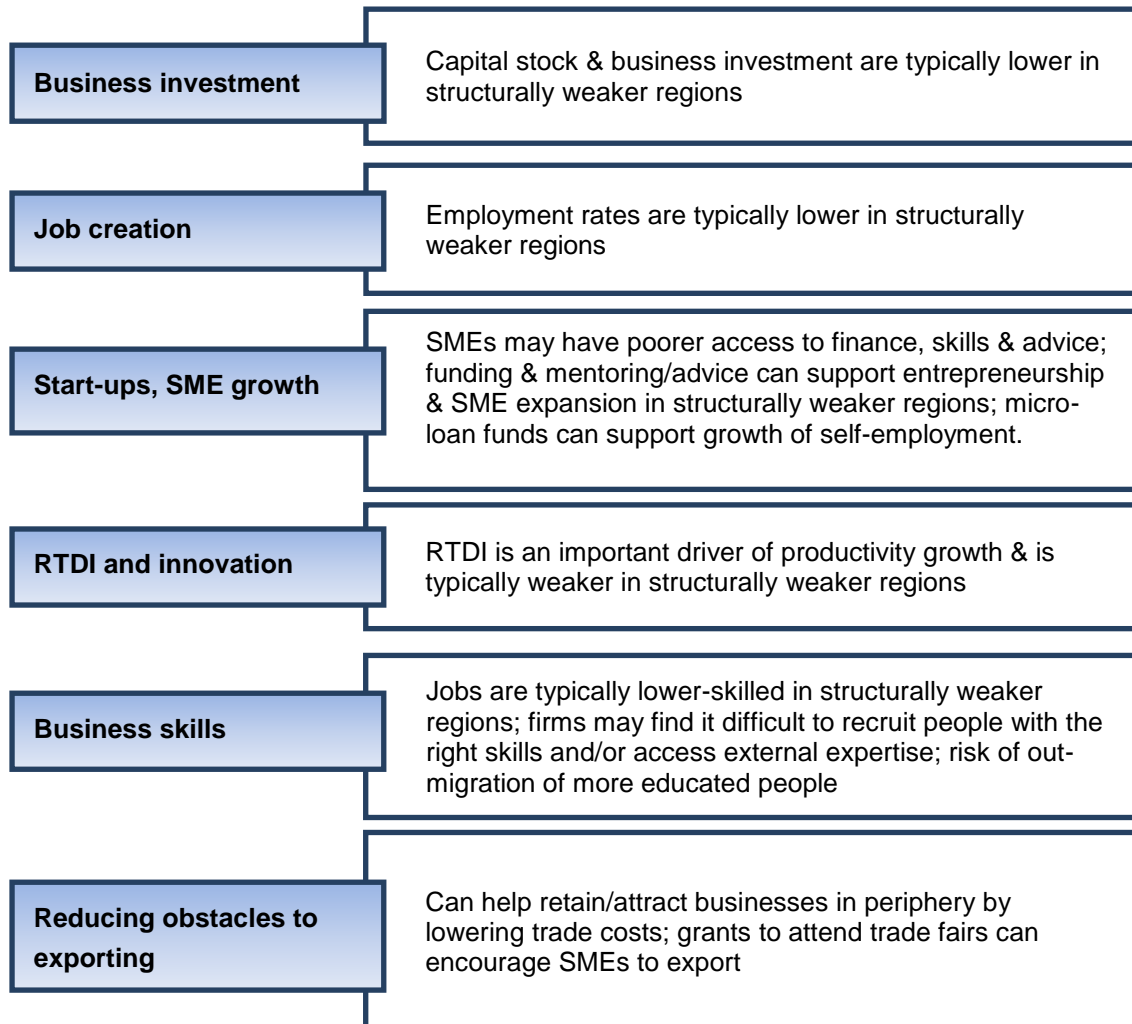 Business investment
Capital stock & business investment are typically lower in
structurally weaker regions
Job creation
Employment rates are typically lower in structurally
weaker regions
Start-ups, SME growth
SMEs may have poorer access to finance, skills & advice;
funding & mentoring/advice can support entrepreneurship
& SME expansion in structurally weaker regions; micro-
loan funds can support growth of self-employment.
RTDI and innovation
RTDI is an important driver of productivity growth & is
typically weaker in structurally weaker regions
Business skills
Jobs are typically lower-skilled in structurally weaker
regions; firms may find it difficult to recruit people with the
right skills and/or access external expertise; risk of out-
migration of more educated people
Reducing obstacles to
exporting
Can help retain/attract businesses in periphery by
lowering trade costs; grants to attend trade fairs can
encourage SMEs to export